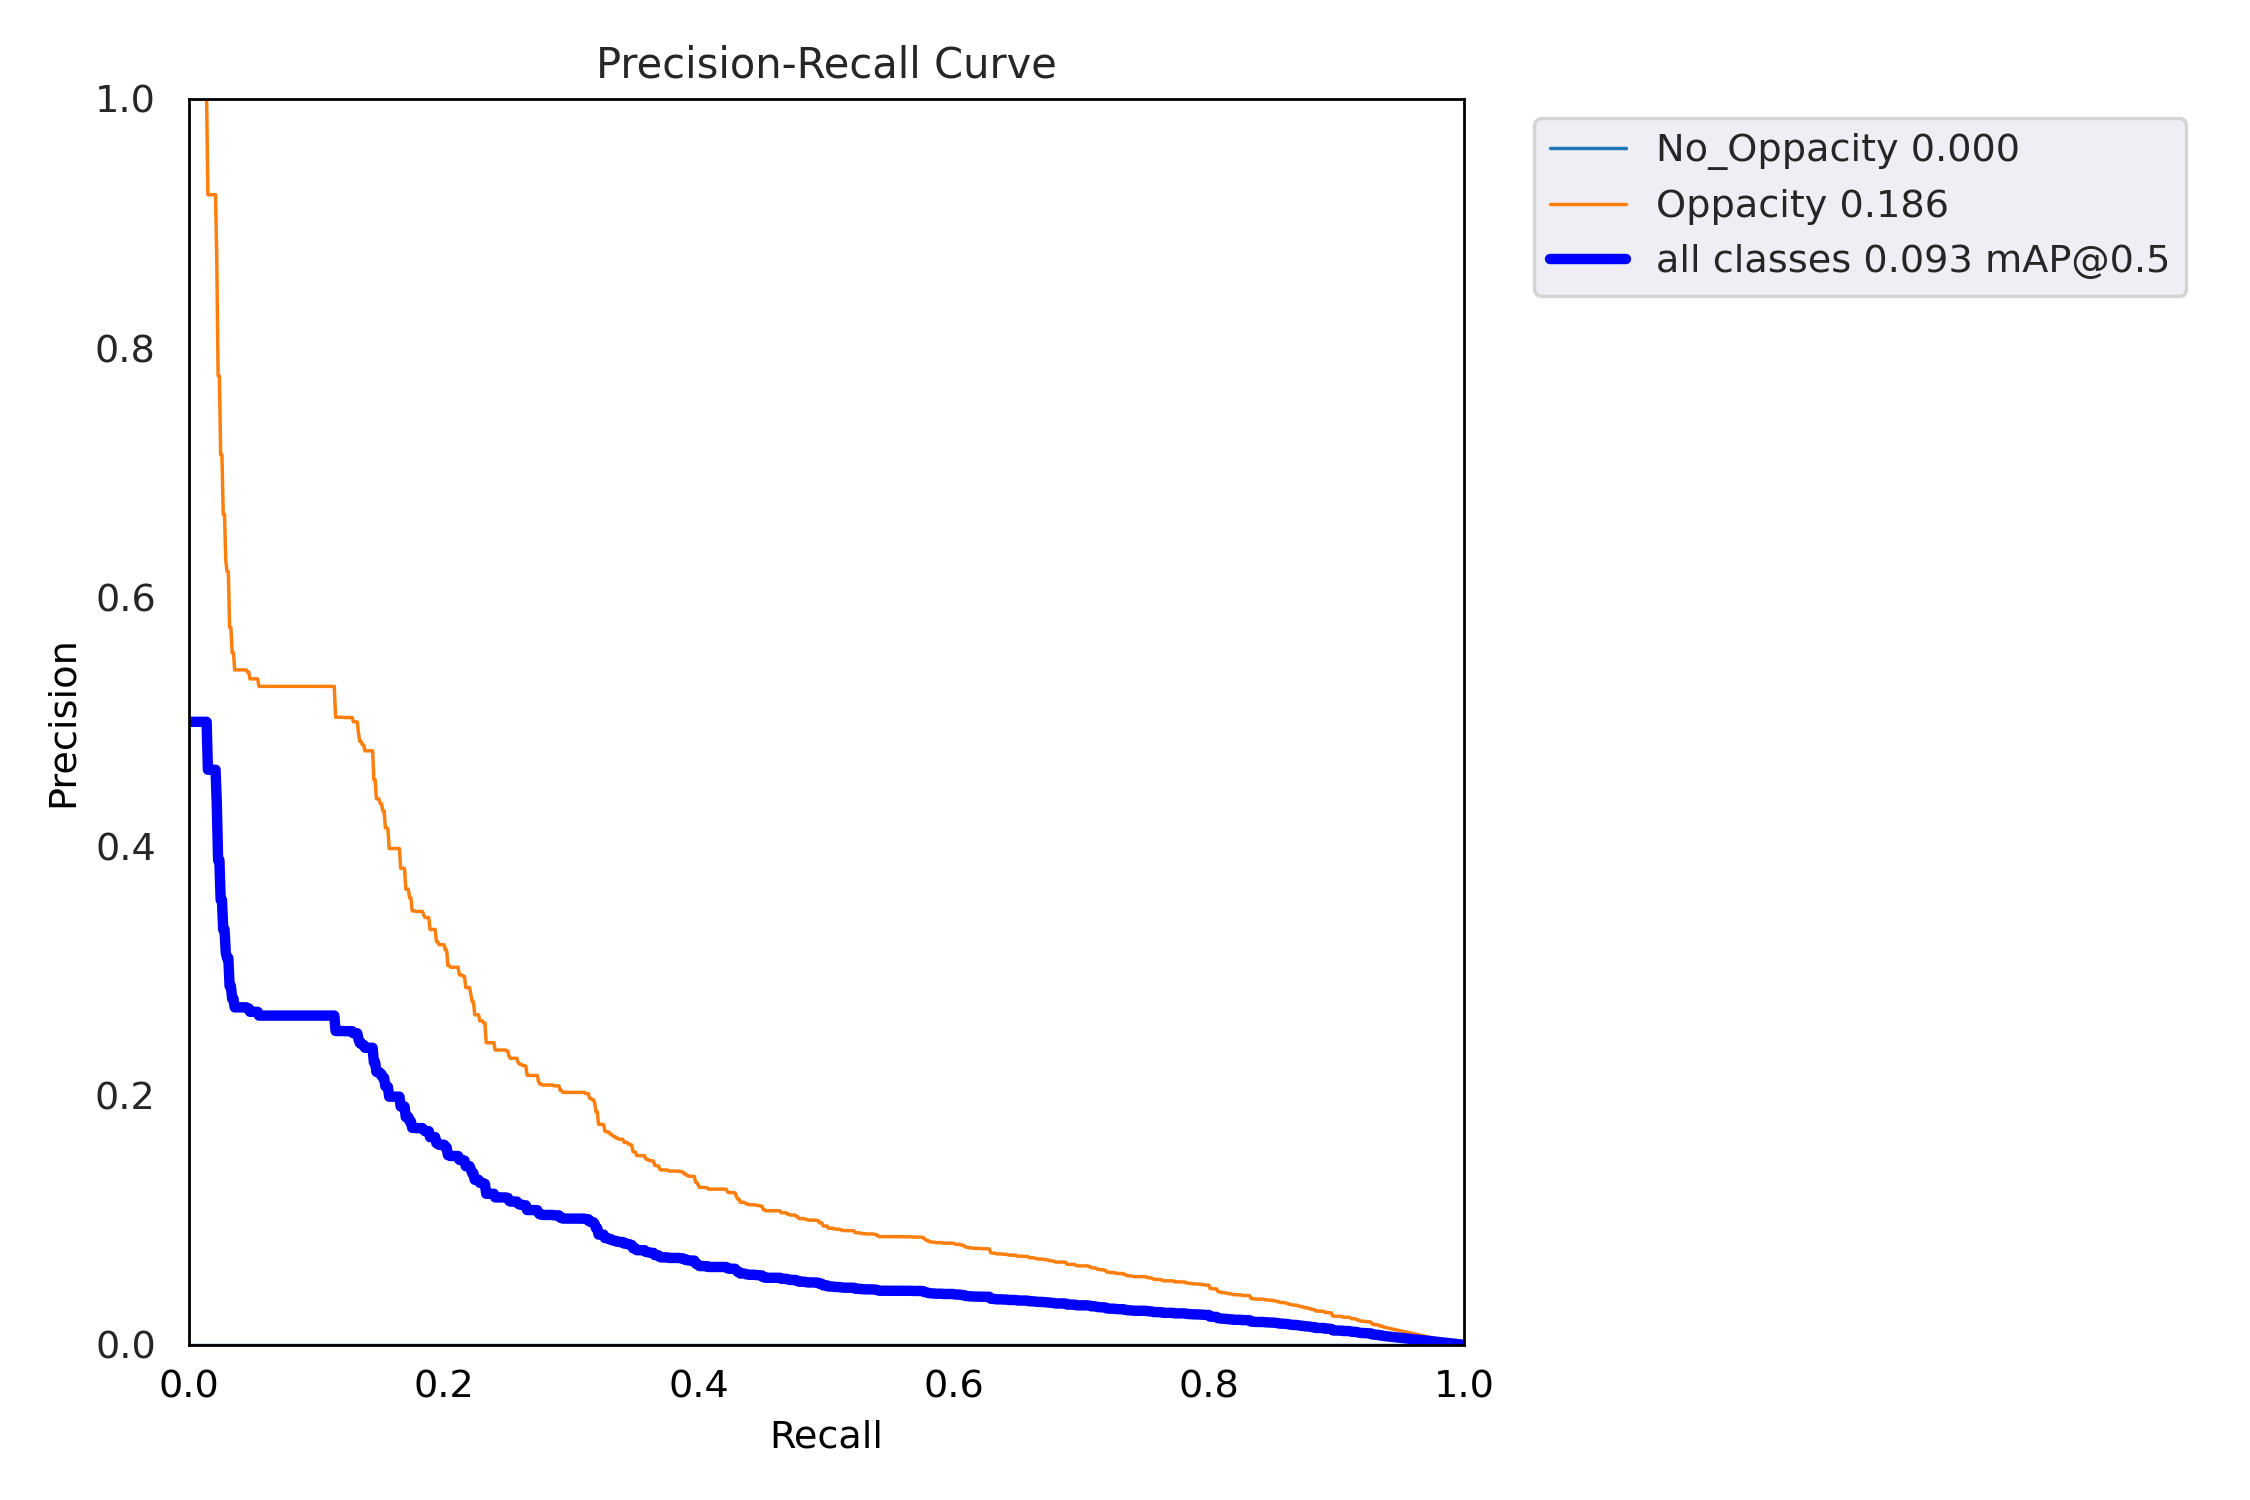 Precision-Recall Curve
No_Oppacity 0.000
Oppacity 0.186
all classes 0.093 mAP@0.5
1.0
0.8
0.6
0.4
0.2
0.0
Precision
0.0 0.2 0.4 0.6 0.8 1.0
Recall